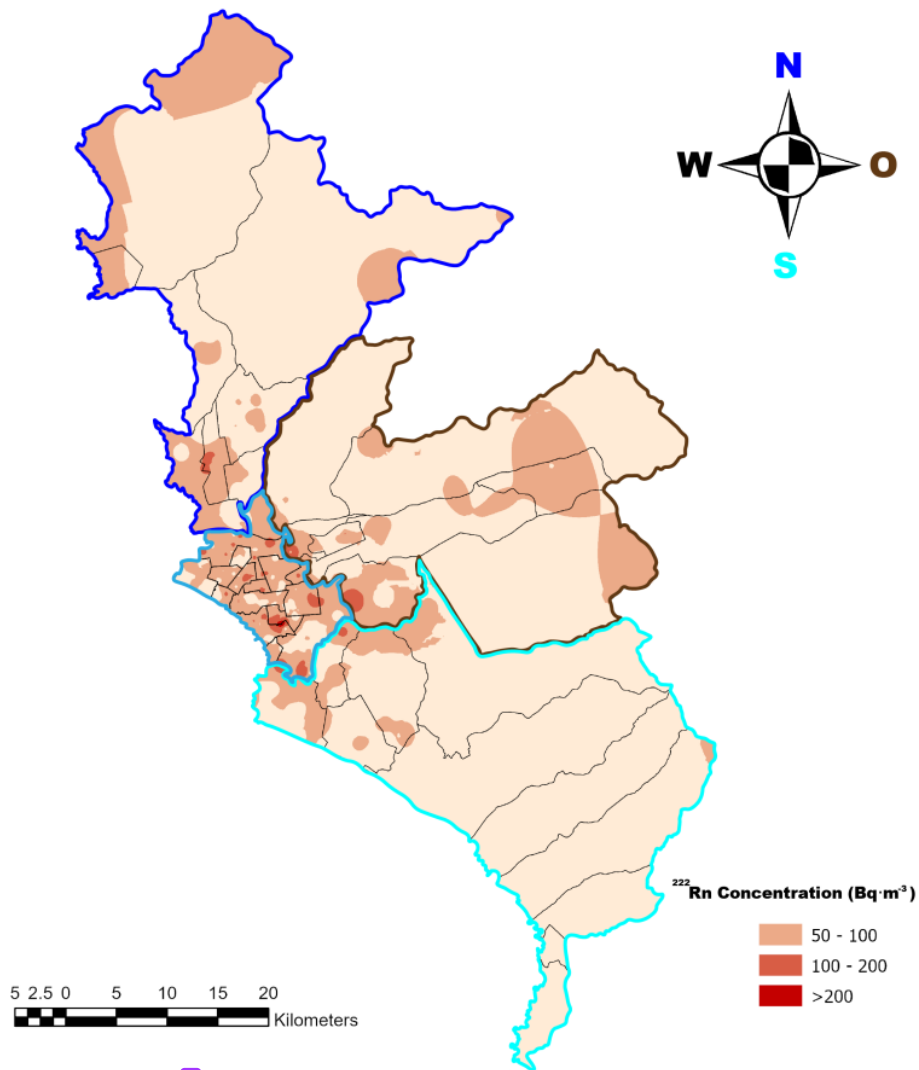 N
W O
S
²²²Rn Concentration (Bq·m⁻³)
50 - 100
100 - 200
>200
5 2.5 0 5 10 15 20
Kilometers